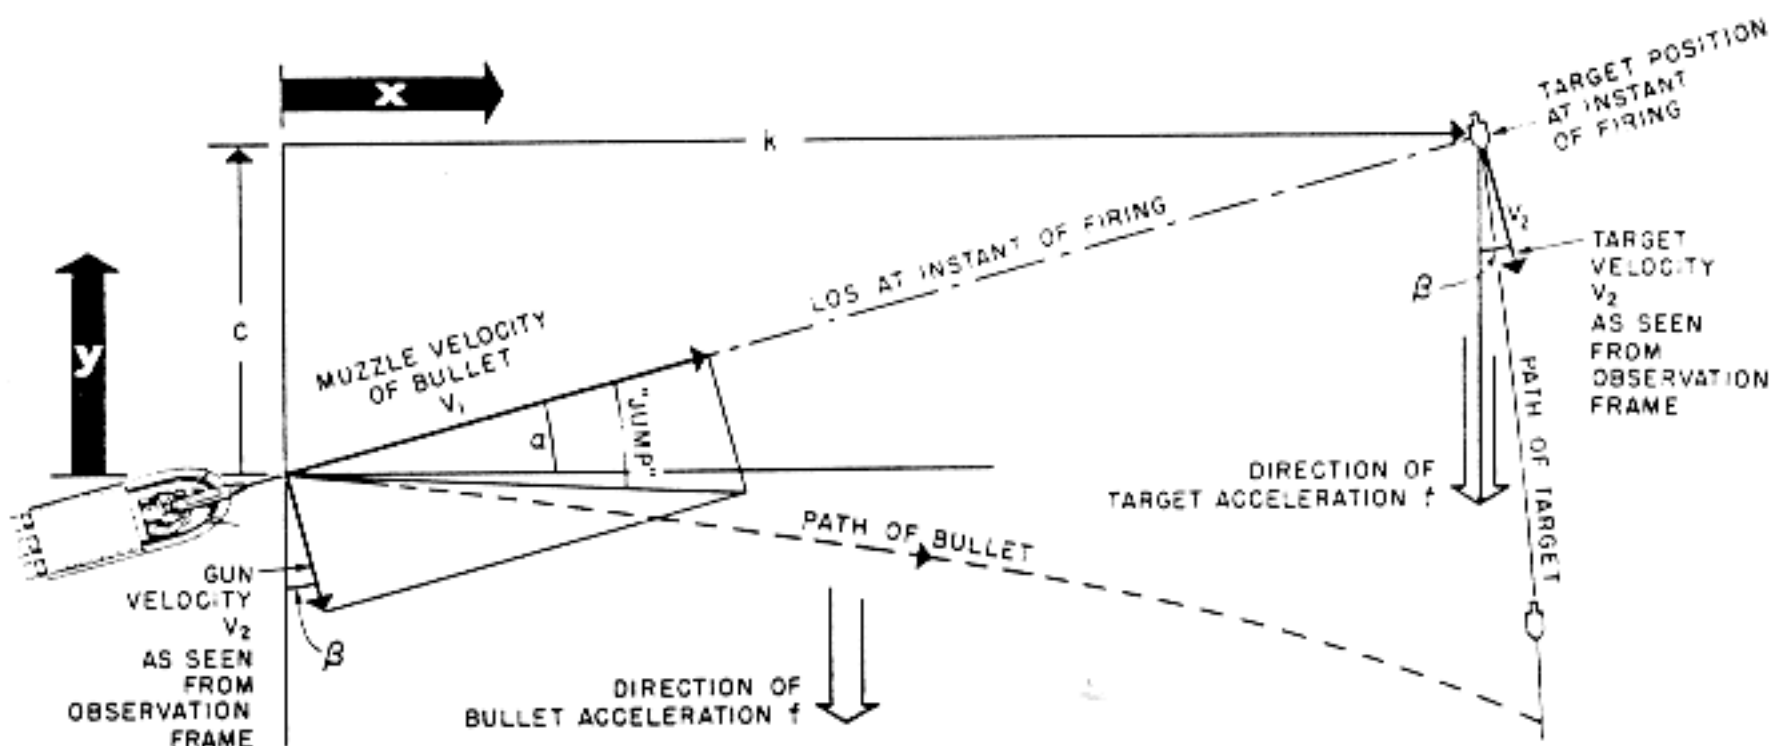 x
k
TARGET POSITION
AT INSTANT
OF FIRING
y
C
LOS AT INSTANT OF FIRING
V₂
TARGET
VELOCITY
V₂
AS SEEN
FROM
OBSERVATION
FRAME
β
MUZZLE VELOCITY
OF BULLET
V₁
α
"JUMP"
PATH OF TARGET
DIRECTION OF
TARGET ACCELERATION f
PATH OF BULLET
GUN
VELOCITY
V₂
AS SEEN
FROM
OBSERVATION
FRAME
β
DIRECTION OF
BULLET ACCELERATION f